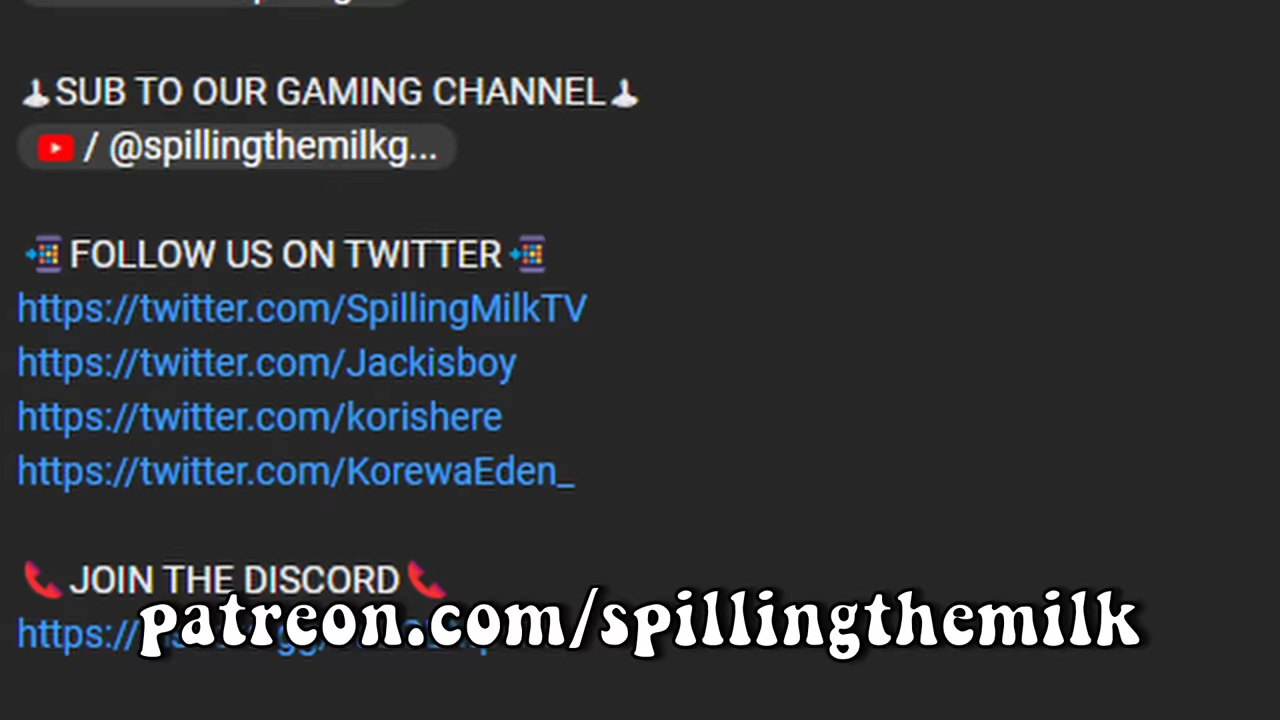 SUB TO OUR GAMING CHANNEL
/ @spillingthemilkg...
FOLLOW US ON TWITTER
https://twitter.com/SpillingMilkTV
https://twitter.com/Jackisboy
https://twitter.com/korishere
https://twitter.com/KorewaEden_
JOIN THE DISCORD
patreon.com/spillingthemilk